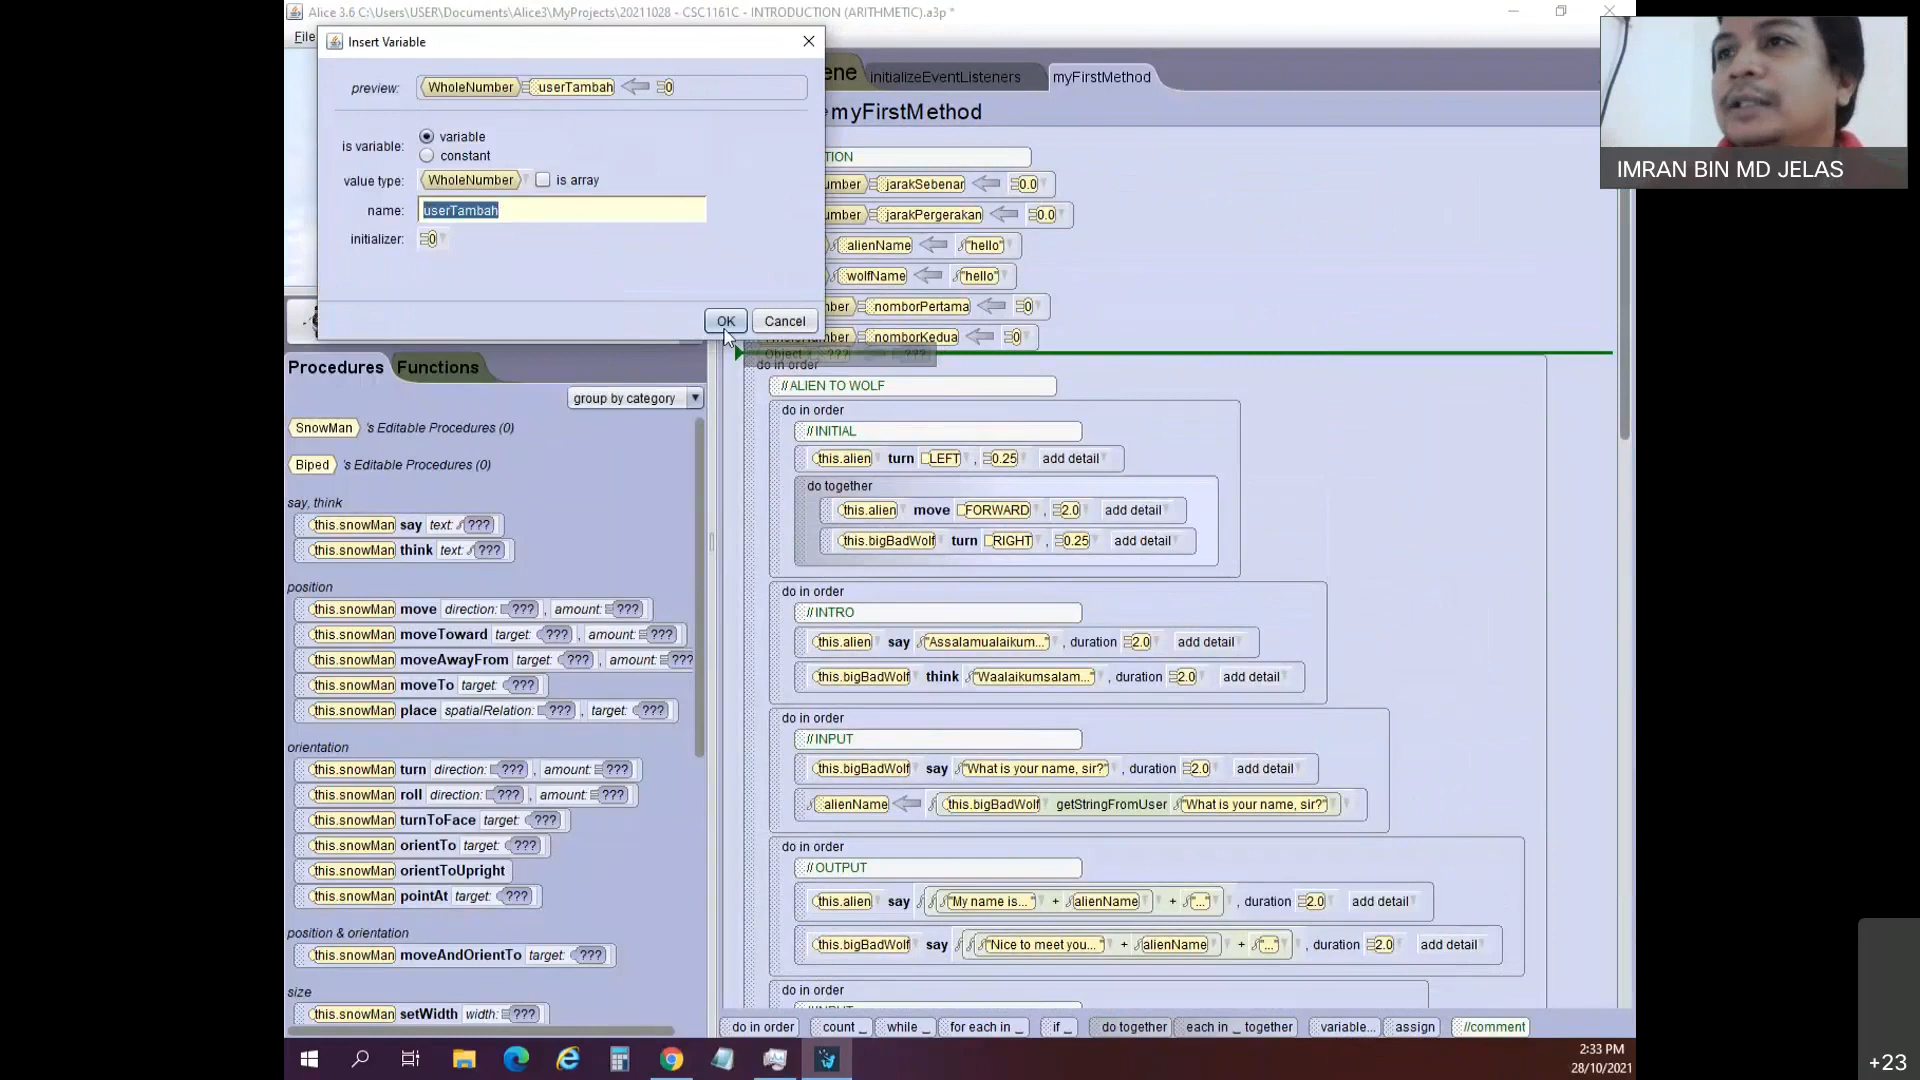 Alice 3.6 C:\Users\USER\Documents\Alice3\MyProjects\20211028 - CSC1161C - INTRODUCTION (ARITHMETIC).a3p *
File
Insert Variable
preview: WholeNumber userTambah 0
is variable: variable
constant
value type: WholeNumber is array
name: userTambah
initializer: 0
OK Cancel
ene initializeEventListeners myFirstMethod
myFirstMethod
TION
umber jarakSebenar 0.0
umber jarakPergerakan 0.0
alienName "hello"
wolfName "hello"
nber nomborPertama 0
nomborKedua 0
Object ??? ???
do in order
//ALIEN TO WOLF
do in order
//INITIAL
this.alien turn LEFT , 0.25 add detail
do together
this.alien move FORWARD , 2.0 add detail
this.bigBadWolf turn RIGHT , 0.25 add detail
do in order
//INTRO
this.alien say "Assalamualaikum..." , duration 2.0 add detail
this.bigBadWolf think "Waalaikumsalam..." , duration 2.0 add detail
do in order
//INPUT
this.bigBadWolf say "What is your name, sir?" , duration 2.0 add detail
alienName this.bigBadWolf getStringFromUser "What is your name, sir?"
do in order
//OUTPUT
this.alien say "My name is... " + alienName + "..." , duration 2.0 add detail
this.bigBadWolf say "Nice to meet you... " + alienName + "..." , duration 2.0 add detail
do in order
do in order count _ while _ for each in _ if _ do together each in _ together variable... assign //comment
Procedures Functions
group by category
SnowMan 's Editable Procedures (0)
Biped 's Editable Procedures (0)
say, think
this.snowMan say text: ???
this.snowMan think text: ???
position
this.snowMan move direction: ??? , amount: ???
this.snowMan moveToward target: ??? , amount: ???
this.snowMan moveAwayFrom target: ??? , amount: ???
this.snowMan moveTo target: ???
this.snowMan place spatialRelation: ??? , target: ???
orientation
this.snowMan turn direction: ??? , amount: ???
this.snowMan roll direction: ??? , amount: ???
this.snowMan turnToFace target: ???
this.snowMan orientTo target: ???
this.snowMan orientToUpright
this.snowMan pointAt target: ???
position & orientation
this.snowMan moveAndOrientTo target: ???
size
this.snowMan setWidth width: ???
2:33 PM
28/10/2021
IMRAN BIN MD JELAS
+23